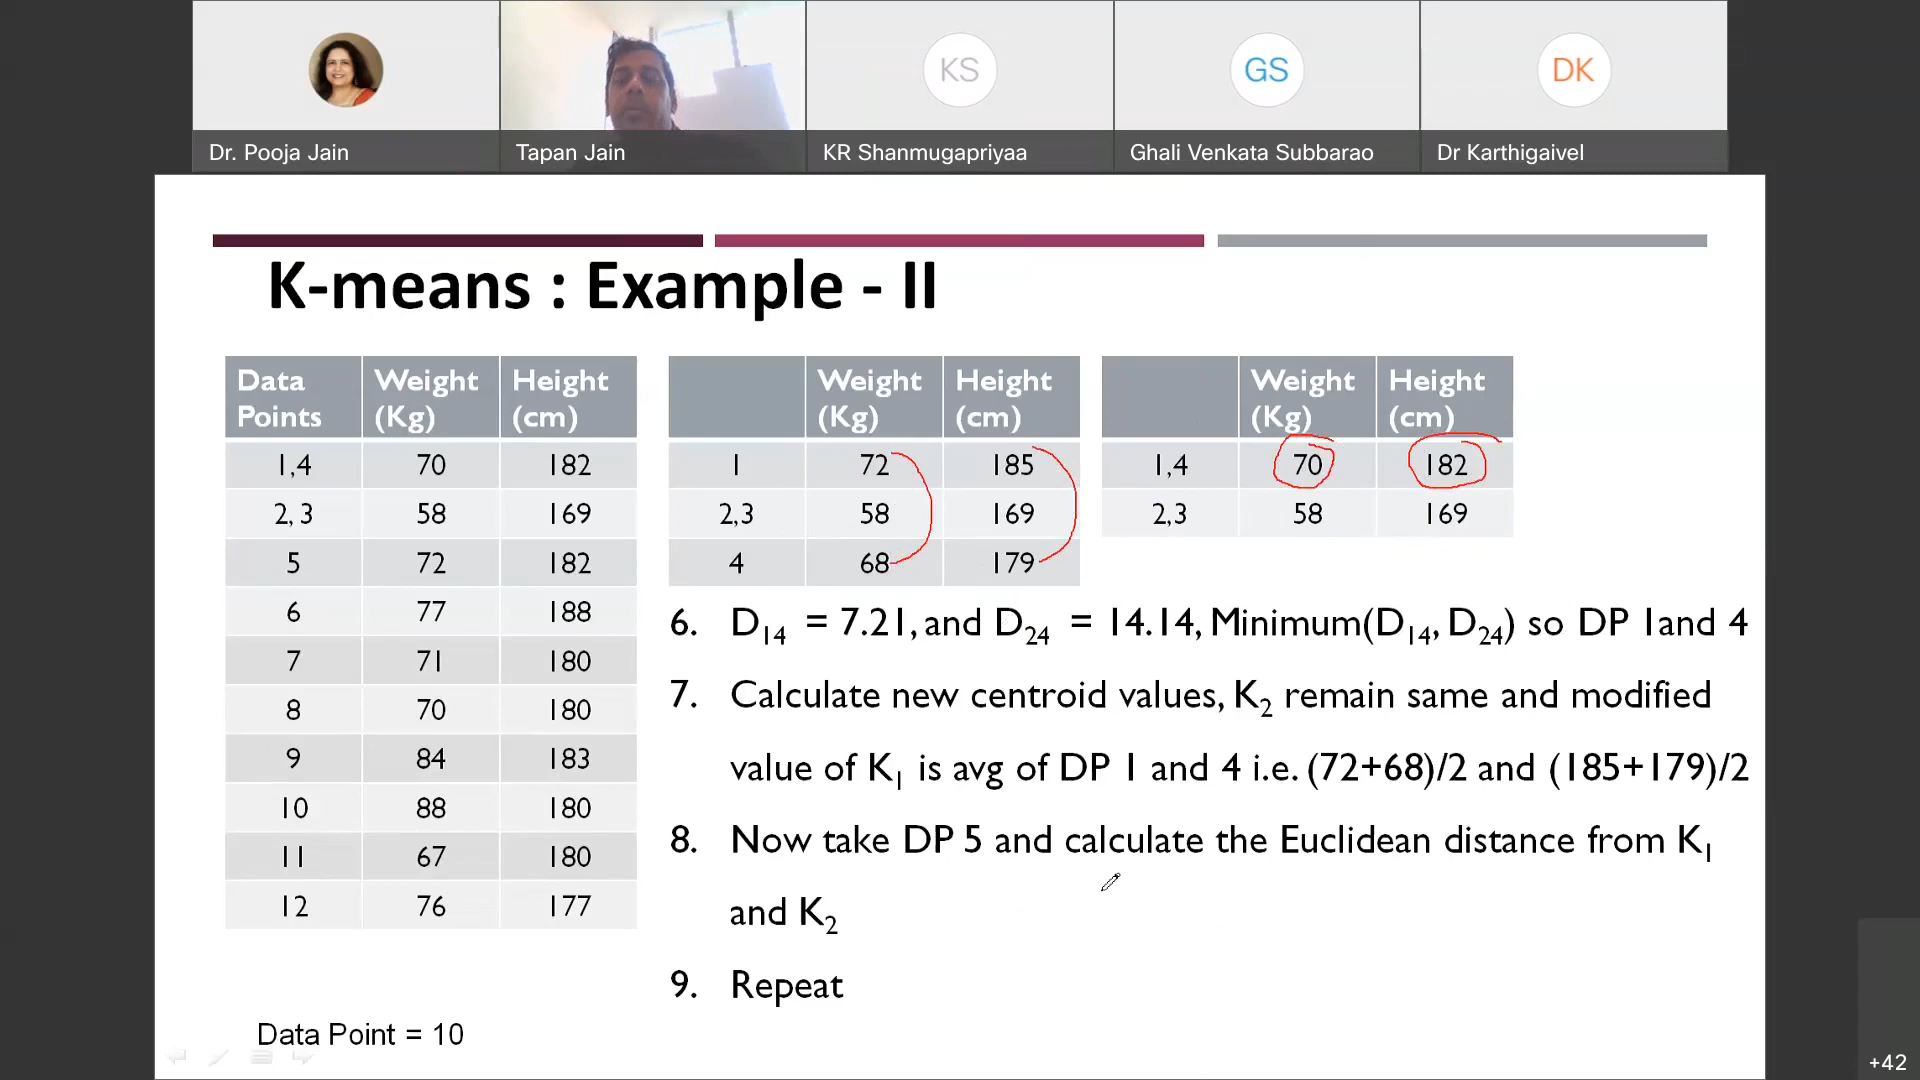 KS GS DK
Dr. Pooja Jain Tapan Jain KR Shanmugapriyaa Ghali Venkata Subbarao Dr Karthigaivel
K-means : Example - II
Data Points Weight (Kg) Height (cm)
1,4 70 182
2, 3 58 169
5 72 182
6 77 188
7 71 180
8 70 180
9 84 183
10 88 180
11 67 180
12 76 177
Weight (Kg) Height (cm)
1 72 185
2,3 58 169
4 68 179
Weight (Kg) Height (cm)
1,4 70 182
2,3 58 169
6. D14 = 7.21, and D24 = 14.14, Minimum(D14, D24) so DP 1and 4
7. Calculate new centroid values, K2 remain same and modified
value of K1 is avg of DP 1 and 4 i.e. (72+68)/2 and (185+179)/2
8. Now take DP 5 and calculate the Euclidean distance from K1
and K2
9. Repeat
Data Point = 10
+42